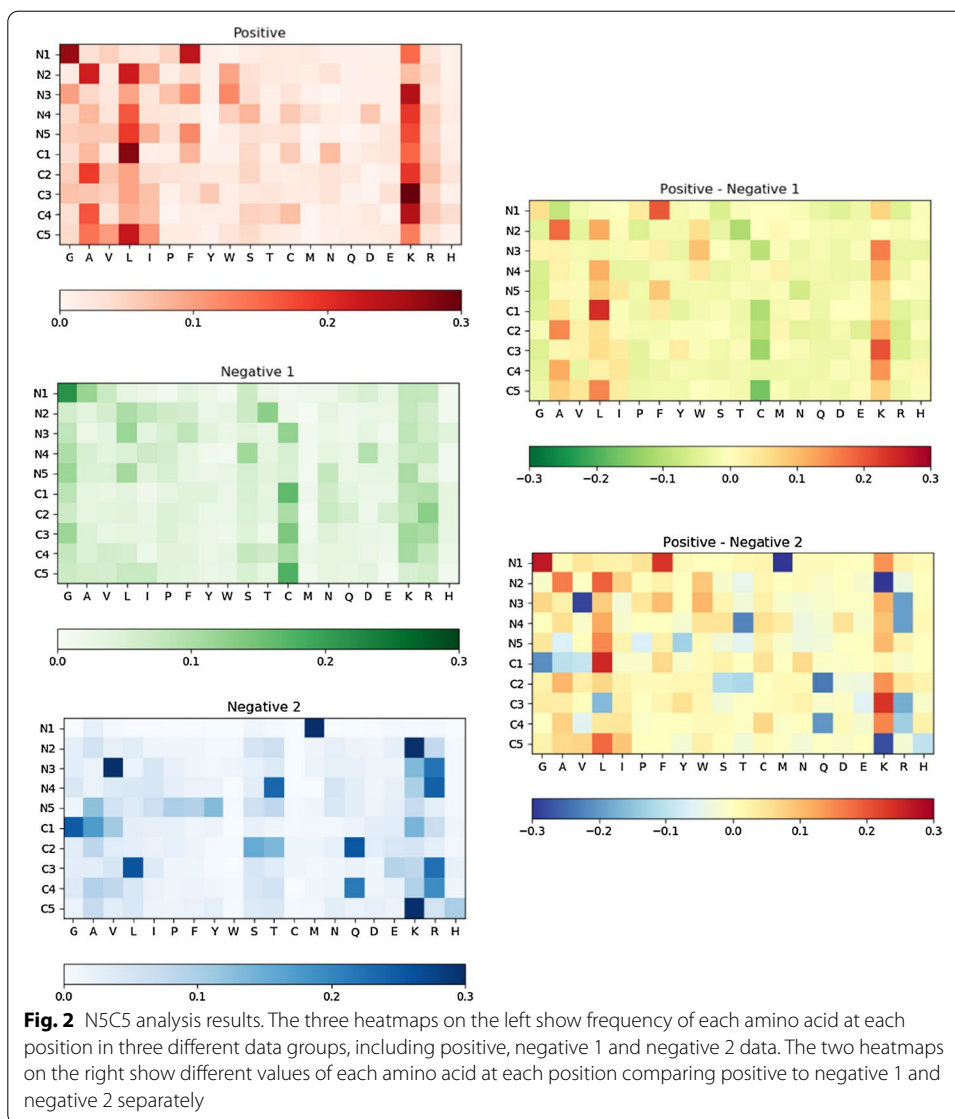 Positive
N1
N2
N3
N4
N5
C1
C2
C3
C4
C5
G A V L I P F Y W S T C M N Q D E K R H
0.0 0.1 0.2 0.3
Negative 1
N1
N2
N3
N4
N5
C1
C2
C3
C4
C5
G A V L I P F Y W S T C M N Q D E K R H
0.0 0.1 0.2 0.3
Negative 2
N1
N2
N3
N4
N5
C1
C2
C3
C4
C5
G A V L I P F Y W S T C M N Q D E K R H
0.0 0.1 0.2 0.3
Positive - Negative 1
N1
N2
N3
N4
N5
C1
C2
C3
C4
C5
G A V L I P F Y W S T C M N Q D E K R H
−0.3 −0.2 −0.1 0.0 0.1 0.2 0.3
Positive - Negative 2
N1
N2
N3
N4
N5
C1
C2
C3
C4
C5
G A V L I P F Y W S T C M N Q D E K R H
−0.3 −0.2 −0.1 0.0 0.1 0.2 0.3
Fig. 2 N5C5 analysis results. The three heatmaps on the left show frequency of each amino acid at each
position in three different data groups, including positive, negative 1 and negative 2 data. The two heatmaps
on the right show different values of each amino acid at each position comparing positive to negative 1 and
negative 2 separately